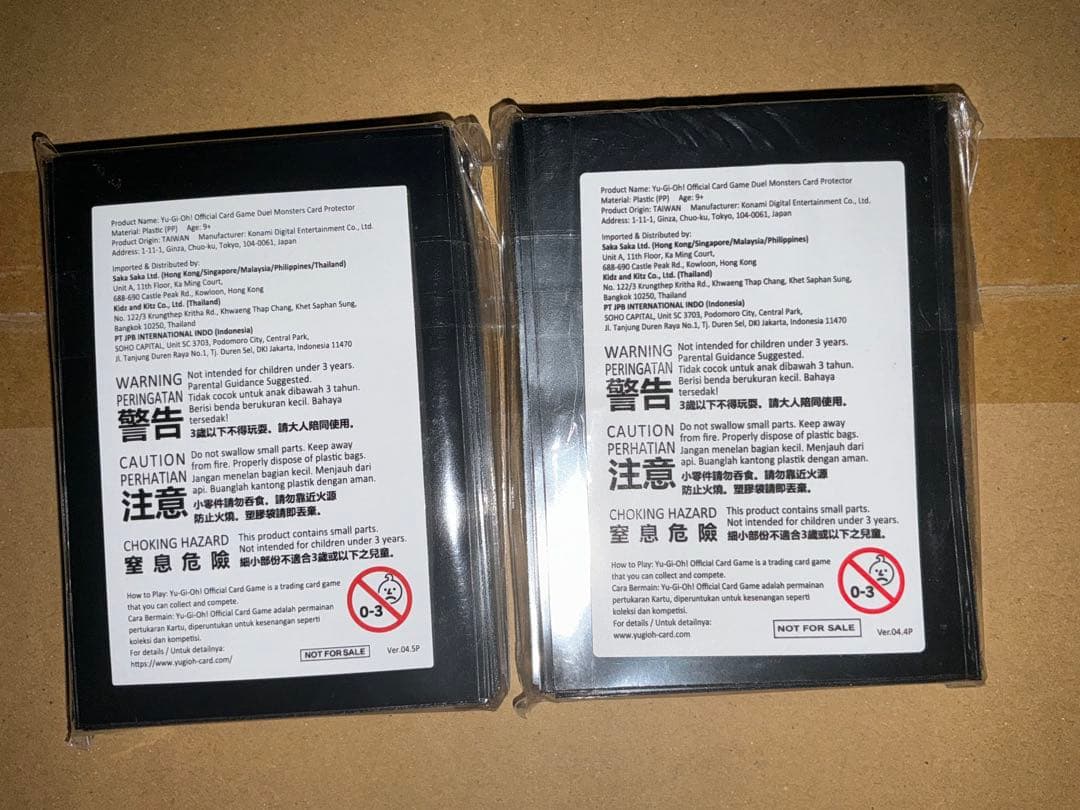 Product Name: Yu-Gi-Oh! Official Card Game Duel Monsters Card Protector
Material: Plastic (PP) Age: 9+
Product Origin: TAIWAN Manufacturer: Konami Digital Entertainment Co., Ltd.
Address: 1-11-1, Ginza, Chuo-ku, Tokyo, 104-0061, Japan
Imported & Distributed by:
Saka Saka Ltd. (Hong Kong/Singapore/Malaysia/Philippines/Thailand)
Unit A, 11th Floor, Ka Ming Court,
688-690 Castle Peak Rd., Kowloon, Hong Kong
Kidz and Kitz Co., Ltd. (Thailand)
No. 122/3 Krungthep Kritha Rd., Khwaeng Thap Chang, Khet Saphan Sung,
Bangkok 10250, Thailand
PT JPB INTERNATIONAL INDO (Indonesia)
SOHO CAPITAL, Unit SC 3703, Podomoro City, Central Park,
Jl. Tanjung Duren Raya No.1, Tj. Duren Sel, DKI Jakarta, Indonesia 11470
WARNING
PERINGATAN
警告
Not intended for children under 3 years.
Parental Guidance Suggested.
Tidak cocok untuk anak dibawah 3 tahun.
Berisi benda berukuran kecil. Bahaya
tersedak!
3歲以下不得玩耍。請大人陪同使用。
CAUTION
PERHATIAN
注意
Do not swallow small parts. Keep away
from fire. Properly dispose of plastic bags.
Jangan menelan bagian kecil. Menjauh dari
api. Buanglah kantong plastik dengan aman.
小零件請勿吞食。請勿靠近火源
防止火燒。塑膠袋請即丟棄。
CHOKING HAZARD
窒息危險
This product contains small parts.
Not intended for children under 3 years.
細小部份不適合3歲或以下之兒童。
How to Play: Yu-Gi-Oh! Official Card Game is a trading card game
that you can collect and compete.
Cara Bermain: Yu-Gi-Oh! Official Card Game adalah permainan
pertukaran Kartu, diperuntukan untuk kesenangan seperti
koleksi dan kompetisi.
For details / Untuk detailnya:
https://www.yugioh-card.com/
0-3
NOT FOR SALE
Ver.04.5P
Product Name: Yu-Gi-Oh! Official Card Game Duel Monsters Card Protector
Material: Plastic (PP) Age: 9+
Product Origin: TAIWAN Manufacturer: Konami Digital Entertainment Co., Ltd.
Address: 1-11-1, Ginza, Chuo-ku, Tokyo, 104-0061, Japan
Imported & Distributed by:
Saka Saka Ltd. (Hong Kong/Singapore/Malaysia/Philippines)
Unit A, 11th Floor, Ka Ming Court,
688-690 Castle Peak Rd., Kowloon, Hong Kong
Kidz and Kitz Co., Ltd. (Thailand)
No. 122/3 Krungthep Kritha Rd., Khwaeng Thap Chang, Khet Saphan Sung,
Bangkok 10250, Thailand
PT JPB INTERNATIONAL INDO (Indonesia)
SOHO CAPITAL, Unit SC 3703, Podomoro City, Central Park,
Jl. Tanjung Duren Raya No.1, Tj. Duren Sel, DKI Jakarta, Indonesia 11470
WARNING
PERINGATAN
警告
Not intended for children under 3 years.
Parental Guidance Suggested.
Tidak cocok untuk anak dibawah 3 tahun.
Berisi benda berukuran kecil. Bahaya
tersedak!
3歲以下不得玩耍。請大人陪同使用。
CAUTION
PERHATIAN
注意
Do not swallow small parts. Keep away
from fire. Properly dispose of plastic bags.
Jangan menelan bagian kecil. Menjauh dari
api. Buanglah kantong plastik dengan aman.
小零件請勿吞食。請勿靠近火源
防止火燒。塑膠袋請即丟棄。
CHOKING HAZARD
窒息危險
This product contains small parts.
Not intended for children under 3 years.
細小部份不適合3歲或以下之兒童。
How to Play: Yu-Gi-Oh! Official Card Game is a trading card game
that you can collect and compete.
Cara Bermain: Yu-Gi-Oh! Official Card Game adalah permainan
pertukaran Kartu, diperuntukan untuk kesenangan seperti
koleksi dan kompetisi.
For details / Untuk detailnya:
www.yugioh-card.com
0-3
NOT FOR SALE
Ver.04.4P